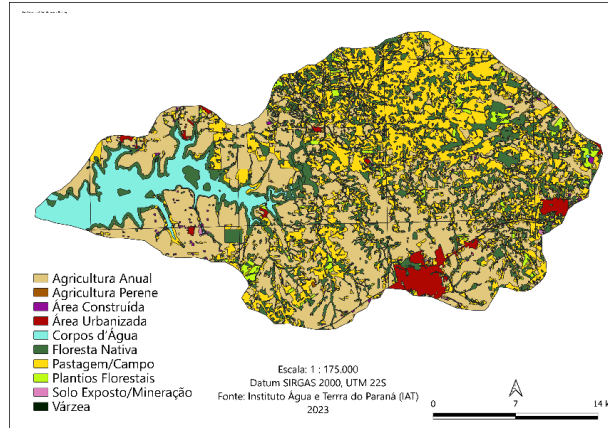 Agricultura Anual
Agricultura Perene
Área Construída
Área Urbanizada
Corpos d'Água
Floresta Nativa
Pastagem/Campo
Plantios Florestais
Solo Exposto/Mineração
Várzea
Escala: 1 : 175.000
Datum SIRGAS 2000, UTM 22S
Fonte: Instituto Água e Terrra do Paraná (IAT)
2023
0 7 14 k